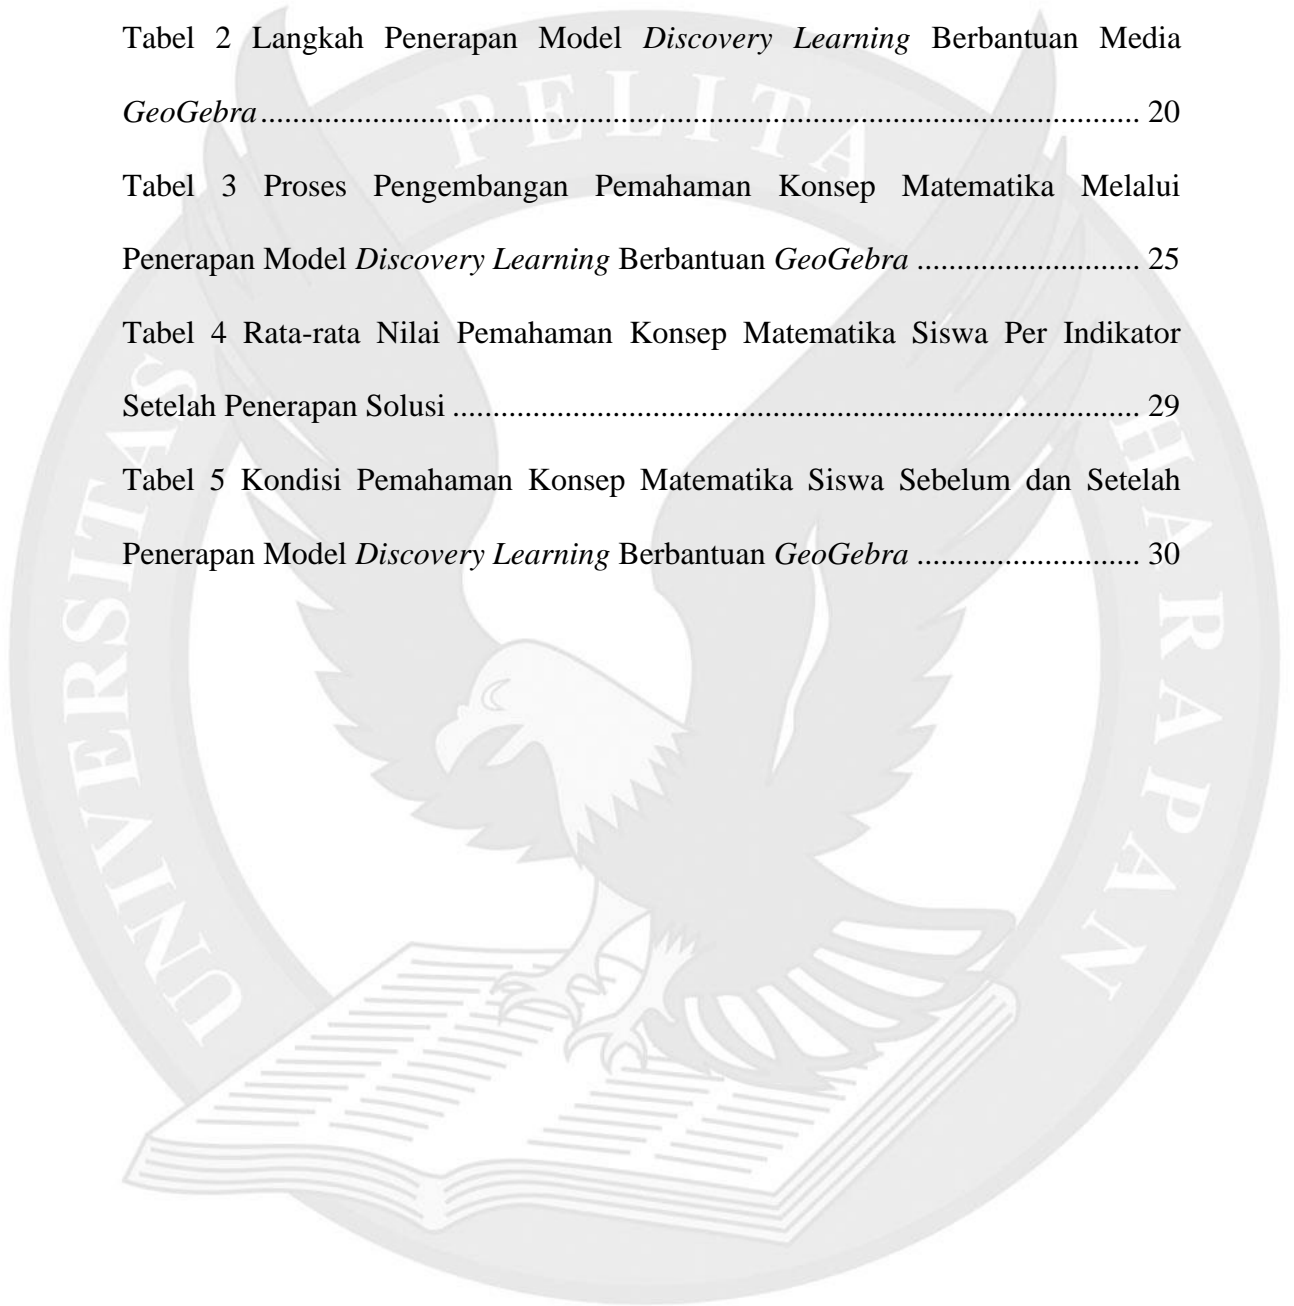 Tabel 2 Langkah Penerapan Model Discovery Learning Berbantuan Media
GeoGebra........................................................................................................... 20
Tabel 3 Proses Pengembangan Pemahaman Konsep Matematika Melalui
Penerapan Model Discovery Learning Berbantuan GeoGebra ............................ 25
Tabel 4 Rata-rata Nilai Pemahaman Konsep Matematika Siswa Per Indikator
Setelah Penerapan Solusi ..................................................................................... 29
Tabel 5 Kondisi Pemahaman Konsep Matematika Siswa Sebelum dan Setelah
Penerapan Model Discovery Learning Berbantuan GeoGebra ............................ 30
UNIVERSITAS PELITA HARAPAN